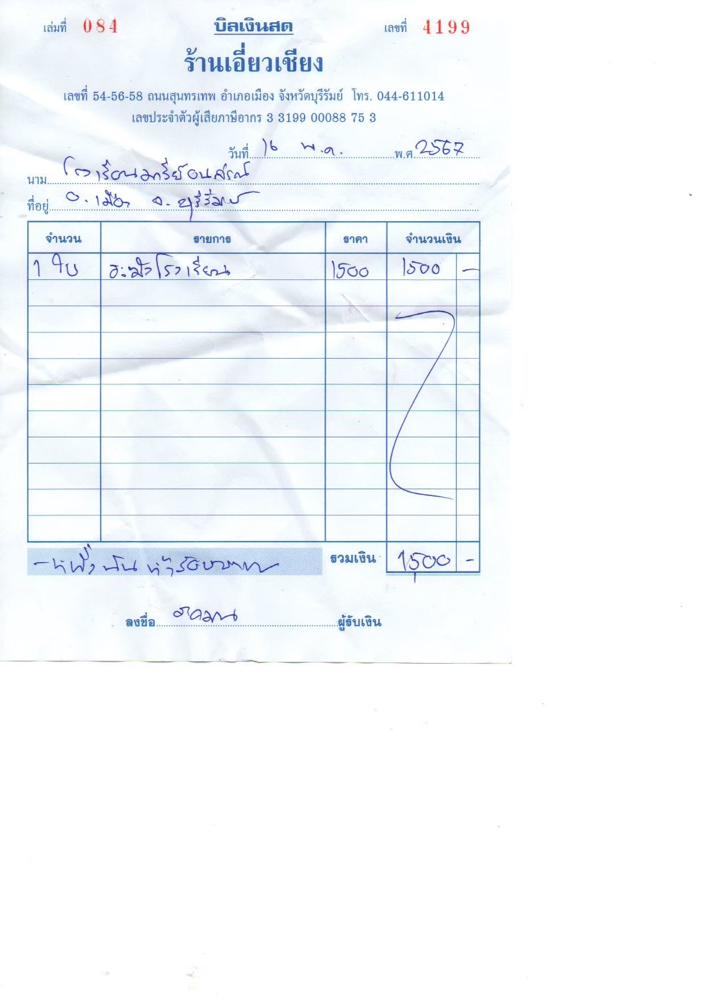 เล่มที่ 084 บิลเงินสด เลขที่ 4199
ร้านเอี่ยวเซียง
เลขที่ 54-56-58 ถนนสุนทรเทพ อำเภอเมือง จังหวัดบุรีรัมย์ โทร. 044-611014
เลขประจำตัวผู้เสียภาษีอากร 3 3199 00088 75 3
วันที่ 16 พ.ค. พ.ศ. 2567
นาม โรงเรียนมารีย์อนุสรณ์
ที่อยู่ อ.เมือง จ.บุรีรัมย์
จำนวน รายการ ราคา จำนวนเงิน
1 ใบ ระฆังโรงเรียน 1500 1500 -
-หนึ่งพันห้าร้อยบาท- รวมเงิน 1500 -
ลงชื่อ ผู้รับเงิน